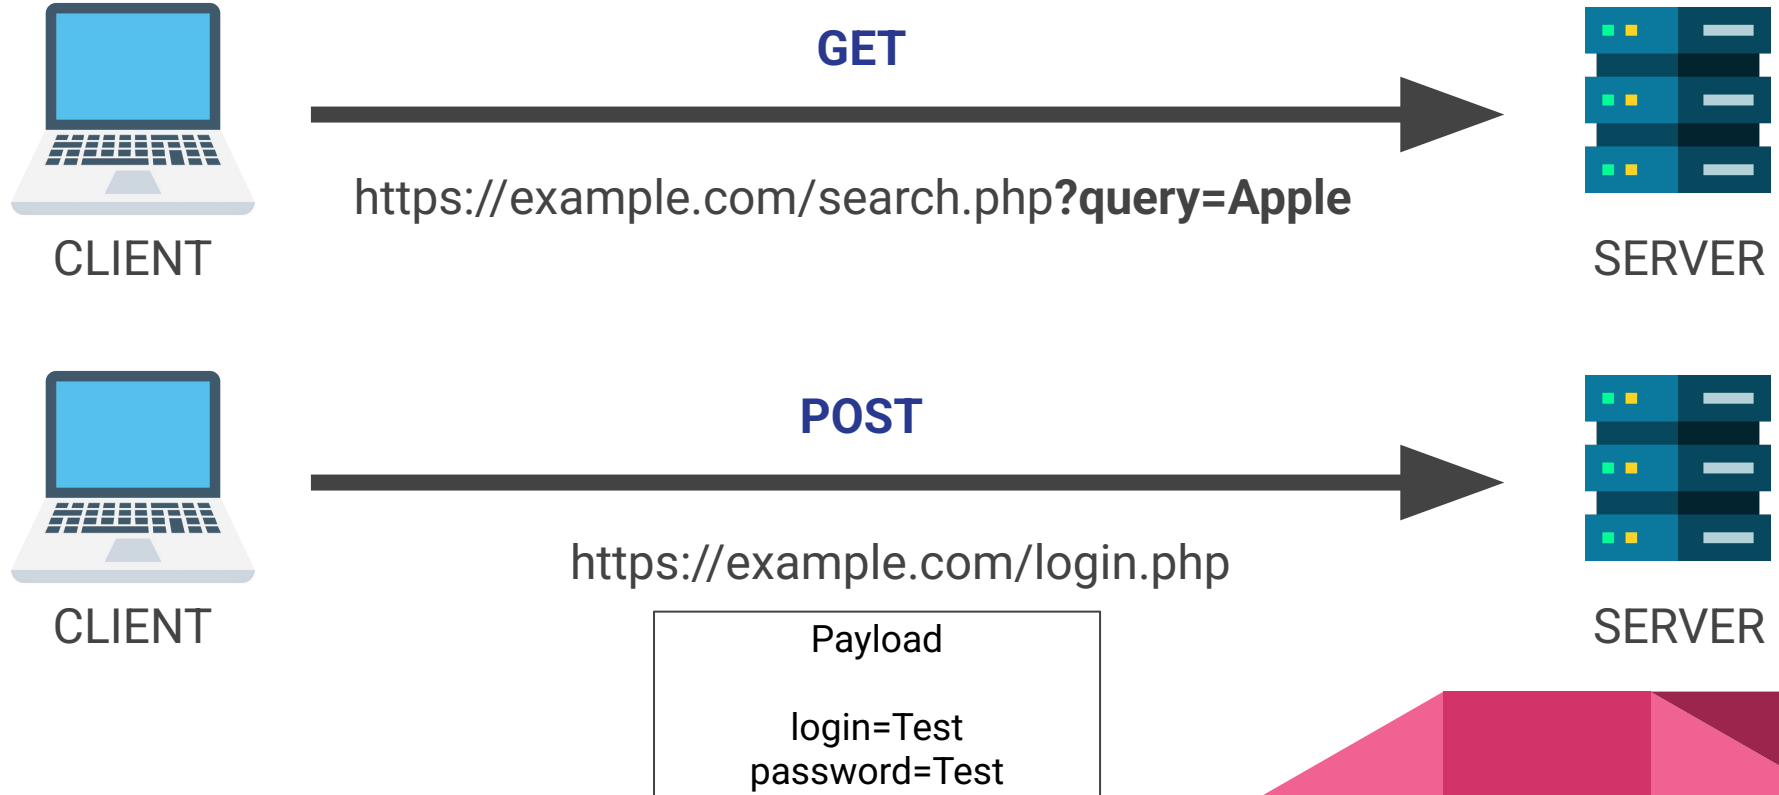 GET
https://example.com/search.php?query=Apple
CLIENT
SERVER
POST
https://example.com/login.php
CLIENT
SERVER
Payload
login=Test
password=Test